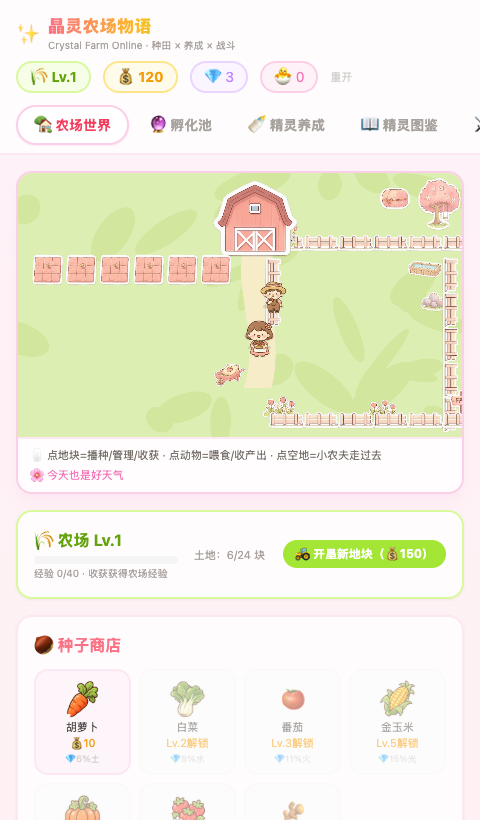 晶灵农场物语
Crystal Farm Online · 种田 × 养成 × 战斗
Lv.1
120
3
0
重开
农场世界
孵化池
精灵养成
精灵图鉴
点地块=播种/管理/收获 · 点动物=喂食/收产出 · 点空地=小农夫走过去
今天也是好天气
农场 Lv.1
经验 0/40 · 收获获得农场经验
土地：6/24 块
开垦新地块（💰150）
种子商店
胡萝卜
10
6%土
白菜
Lv.2解锁
8%水
番茄
Lv.3解锁
11%火
金玉米
Lv.5解锁
15%光